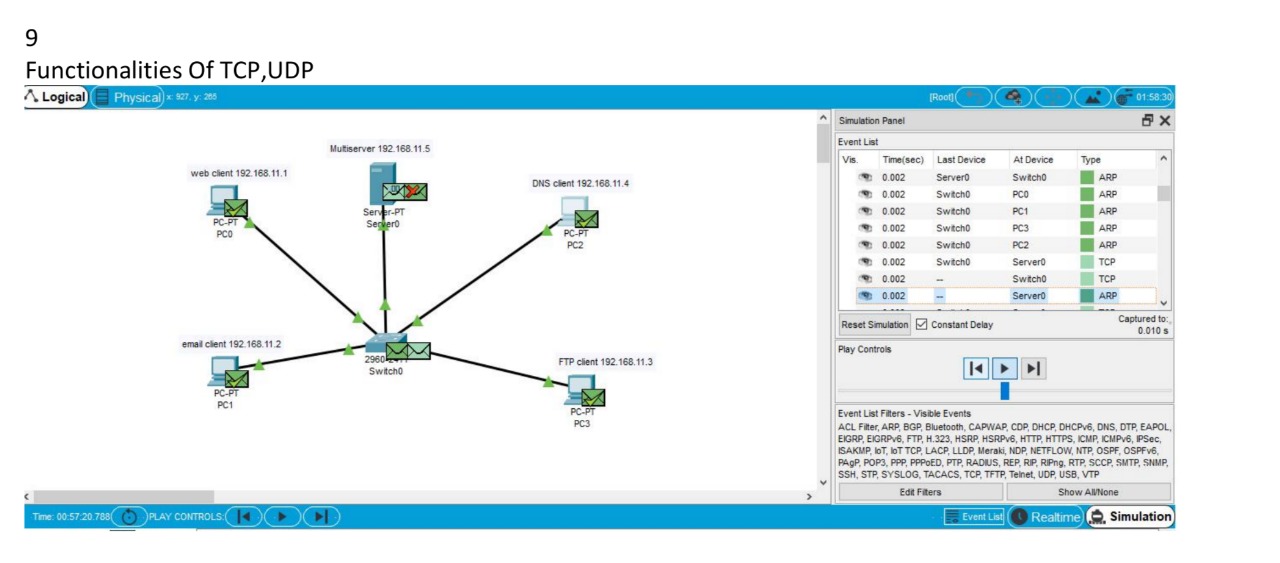 9
Functionalities Of TCP,UDP
Logical Physical x: 927, y: 265 [Root] 01:58:30
Multiserver 192.168.11.5
web client 192.168.11.1
DNS client 192.168.11.4
PC-PT
PC0
Server-PT
Server0
PC-PT
PC2
email client 192.168.11.2
FTP client 192.168.11.3
Switch0
PC-PT
PC1
PC-PT
PC3
Simulation Panel
Event List
Vis. Time(sec) Last Device At Device Type
0.002 Server0 Switch0 ARP
0.002 Switch0 PC0 ARP
0.002 Switch0 PC1 ARP
0.002 Switch0 PC3 ARP
0.002 Switch0 PC2 ARP
0.002 Switch0 Server0 TCP
0.002 -- Switch0 TCP
0.002 -- Server0 ARP
Reset Simulation Constant Delay Captured to:
0.010 s
Play Controls
Event List Filters - Visible Events
ACL Filter, ARP, BGP, Bluetooth, CAPWAP, CDP, DHCP, DHCPv6, DNS, DTP, EAPOL,
EIGRP, EIGRPv6, FTP, H.323, HSRP, HSRPv6, HTTP, HTTPS, ICMP, ICMPv6, IPSec,
ISAKMP, IoT, IoT TCP, LACP, LLDP, Meraki, NDP, NETFLOW, NTP, OSPF, OSPFv6,
PAgP, POP3, PPP, PPPoED, PTP, RADIUS, REP, RIP, RIPng, RTP, SCCP, SMTP, SNMP,
SSH, STP, SYSLOG, TACACS, TCP, TFTP, Telnet, UDP, USB, VTP
Edit Filters Show All/None
Time: 00:57:20.788 PLAY CONTROLS: Event List Realtime Simulation